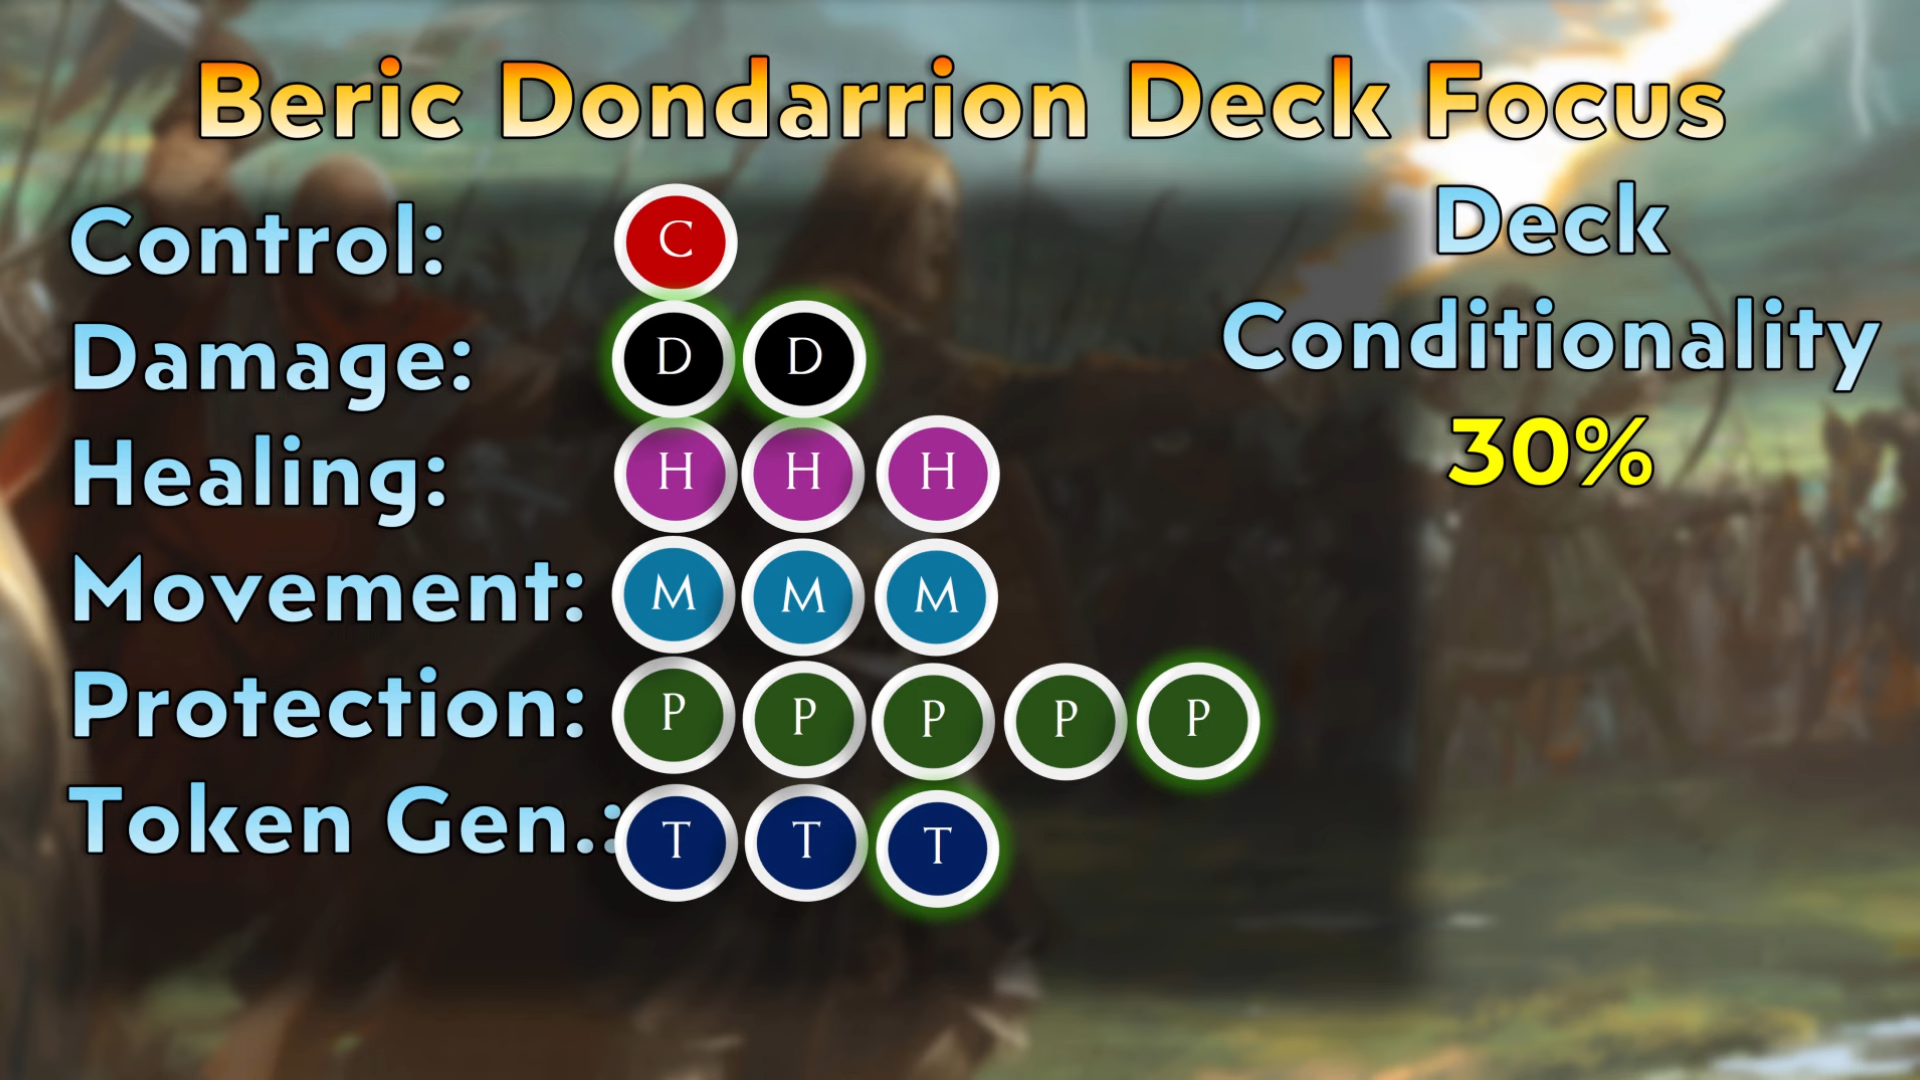 Beric Dondarrion Deck Focus
Control: C
Damage: D D
Healing: H H H
Movement: M M M
Protection: P P P P P
Token Gen.: T T T
Deck
Conditionality
30%